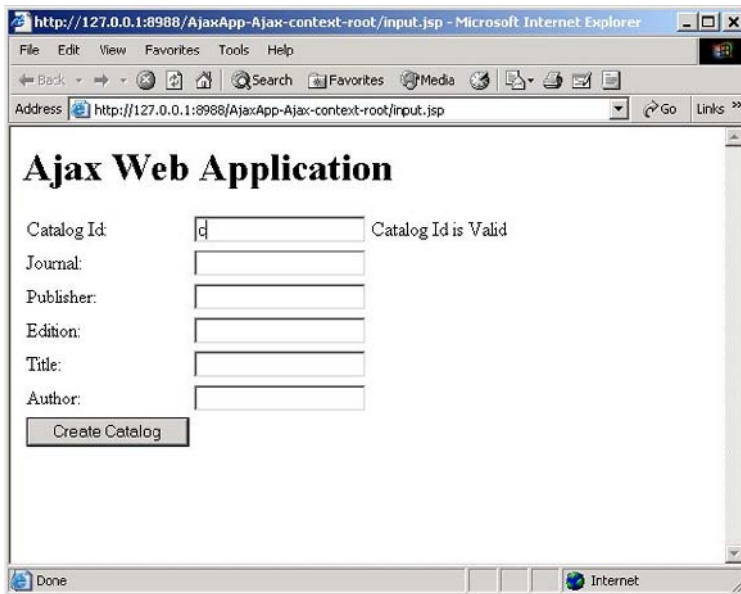 http://127.0.0.1:8988/AjaxApp-Ajax-context-root/input.jsp - Microsoft Internet Explorer
File Edit View Favorites Tools Help
Back Search Favorites Media
Address http://127.0.0.1:8988/AjaxApp-Ajax-context-root/input.jsp Go Links »
Ajax Web Application
Catalog Id: c Catalog Id is Valid
Journal:
Publisher:
Edition:
Title:
Author:
Create Catalog
Done Internet